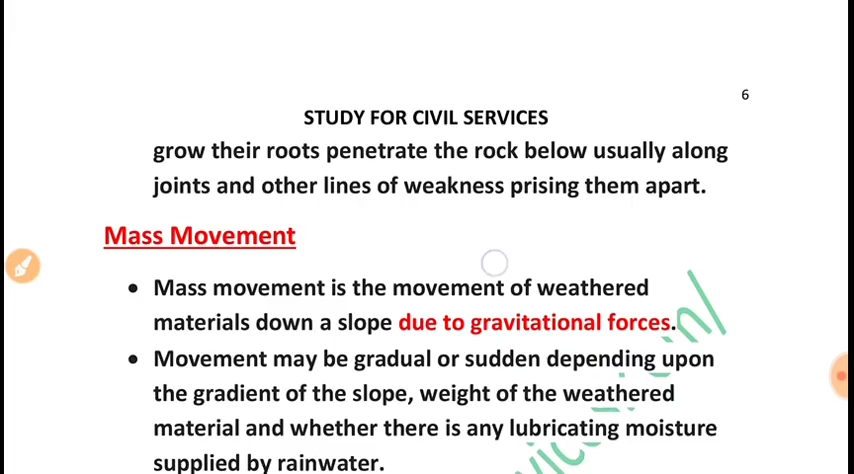 6
STUDY FOR CIVIL SERVICES
grow their roots penetrate the rock below usually along
joints and other lines of weakness prising them apart.
Mass Movement
• Mass movement is the movement of weathered
materials down a slope due to gravitational forces.
• Movement may be gradual or sudden depending upon
the gradient of the slope, weight of the weathered
material and whether there is any lubricating moisture
supplied by rainwater.